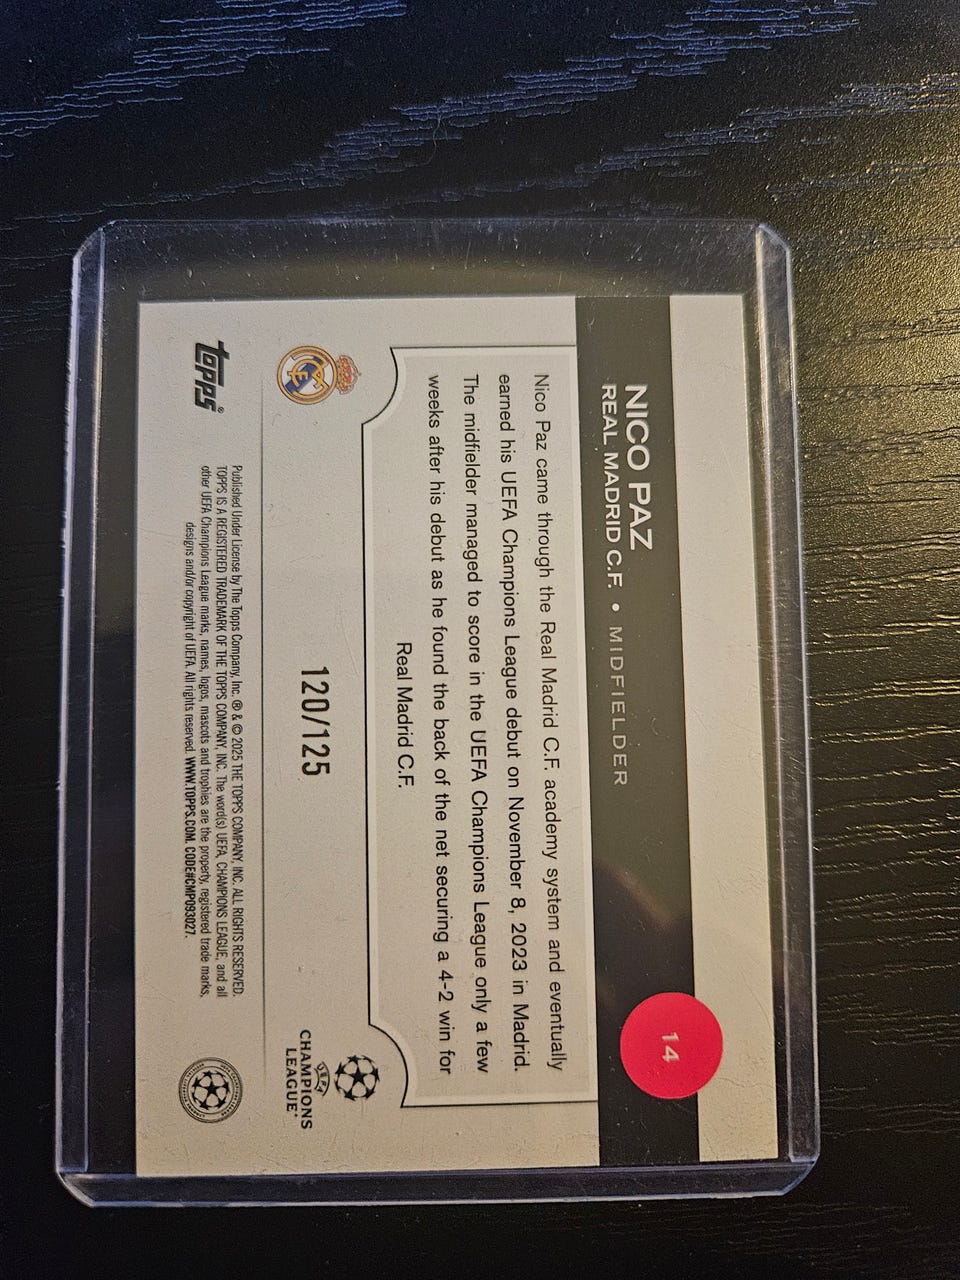 14
NICO PAZ
REAL MADRID C.F. • MIDFIELDER
Nico Paz came through the Real Madrid C.F. academy system and eventually
earned his UEFA Champions League debut on November 8, 2023 in Madrid.
The midfielder managed to score in the UEFA Champions League only a few
weeks after his debut as he found the back of the net securing a 4-2 win for
Real Madrid C.F.
120/125
UEFA
CHAMPIONS
LEAGUE
topps®
Published Under License by The Topps Company, Inc. ® & © 2025 THE TOPPS COMPANY, INC. ALL RIGHTS RESERVED.
TOPPS IS A REGISTERED TRADEMARK OF THE TOPPS COMPANY, INC. The word(s) UEFA, CHAMPIONS LEAGUE, and all
other UEFA Champions League marks, names, logos, mascots and trophies are the property, registered trade marks,
designs and/or copyright of UEFA. All rights reserved. WWW.TOPPS.COM. CODE#CMP093027.